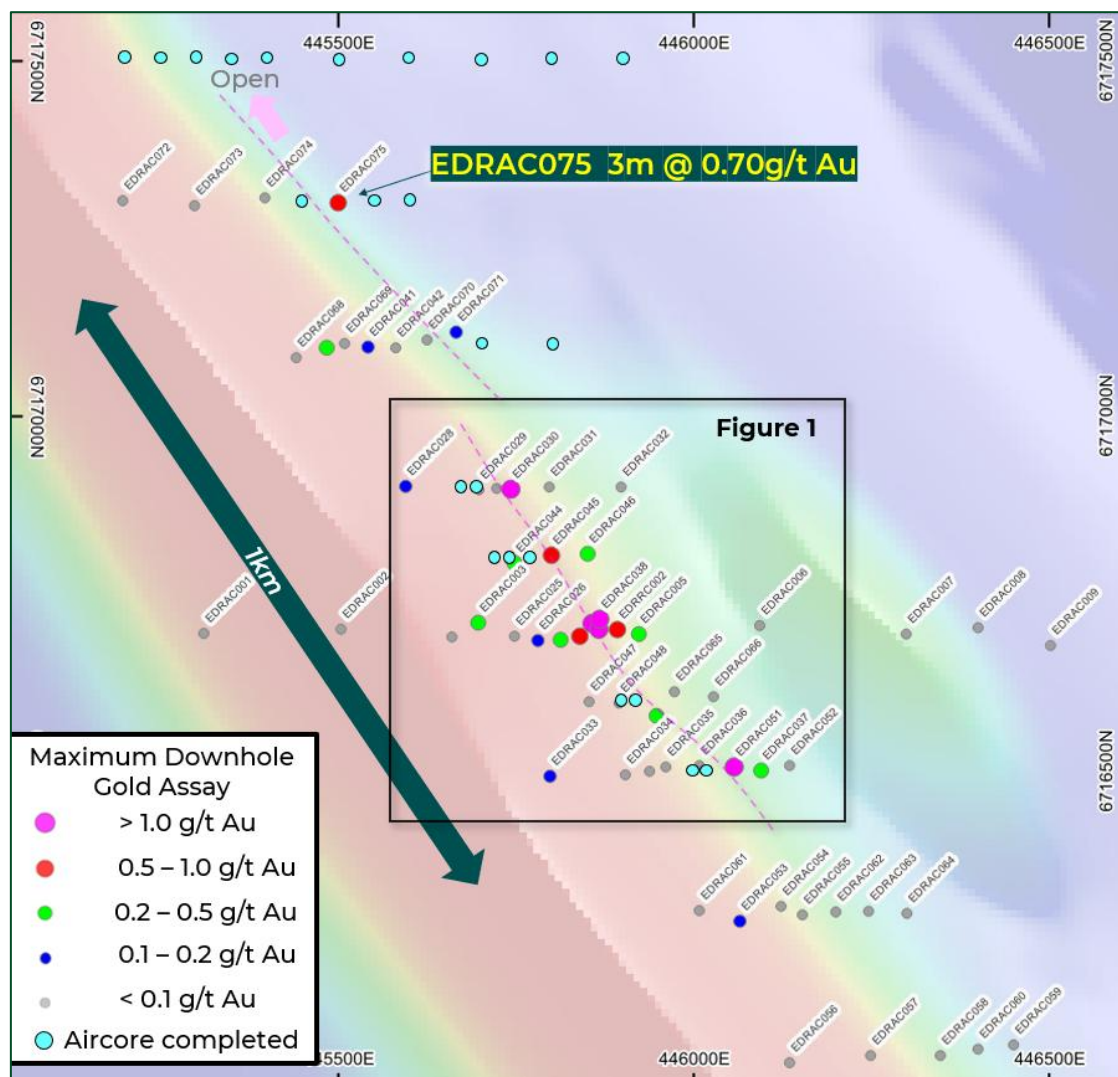 445500E
446000E
446500E
6717500N
6717500N
Open
EDRAC072
EDRAC073
EDRAC074
EDRAC075
EDRAC075 3m @ 0.70g/t Au
EDRAC068
EDRAC069
EDRAC041
EDRAC042
EDRAC070
EDRAC071
6717000N
6717000N
Figure 1
EDRAC028
EDRAC029
EDRAC030
EDRAC031
EDRAC032
EDRAC044
EDRAC045
EDRAC046
1km
EDRAC001
EDRAC002
EDRAC003
EDRAC025
EDRAC026
EDRAC038
EDRRC002
EDRAC005
EDRAC006
EDRAC007
EDRAC008
EDRAC009
EDRAC047
EDRAC048
EDRAC065
EDRAC066
EDRAC033
EDRAC034
EDRAC035
EDRAC036
EDRAC051
EDRAC037
EDRAC052
6716500N
6716500N
Maximum Downhole
Gold Assay
> 1.0 g/t Au
0.5 – 1.0 g/t Au
0.2 – 0.5 g/t Au
0.1 – 0.2 g/t Au
< 0.1 g/t Au
Aircore completed
EDRAC061
EDRAC053
EDRAC054
EDRAC055
EDRAC062
EDRAC063
EDRAC064
EDRAC056
EDRAC057
EDRAC058
EDRAC060
EDRAC059
445500E
446000E
446500E